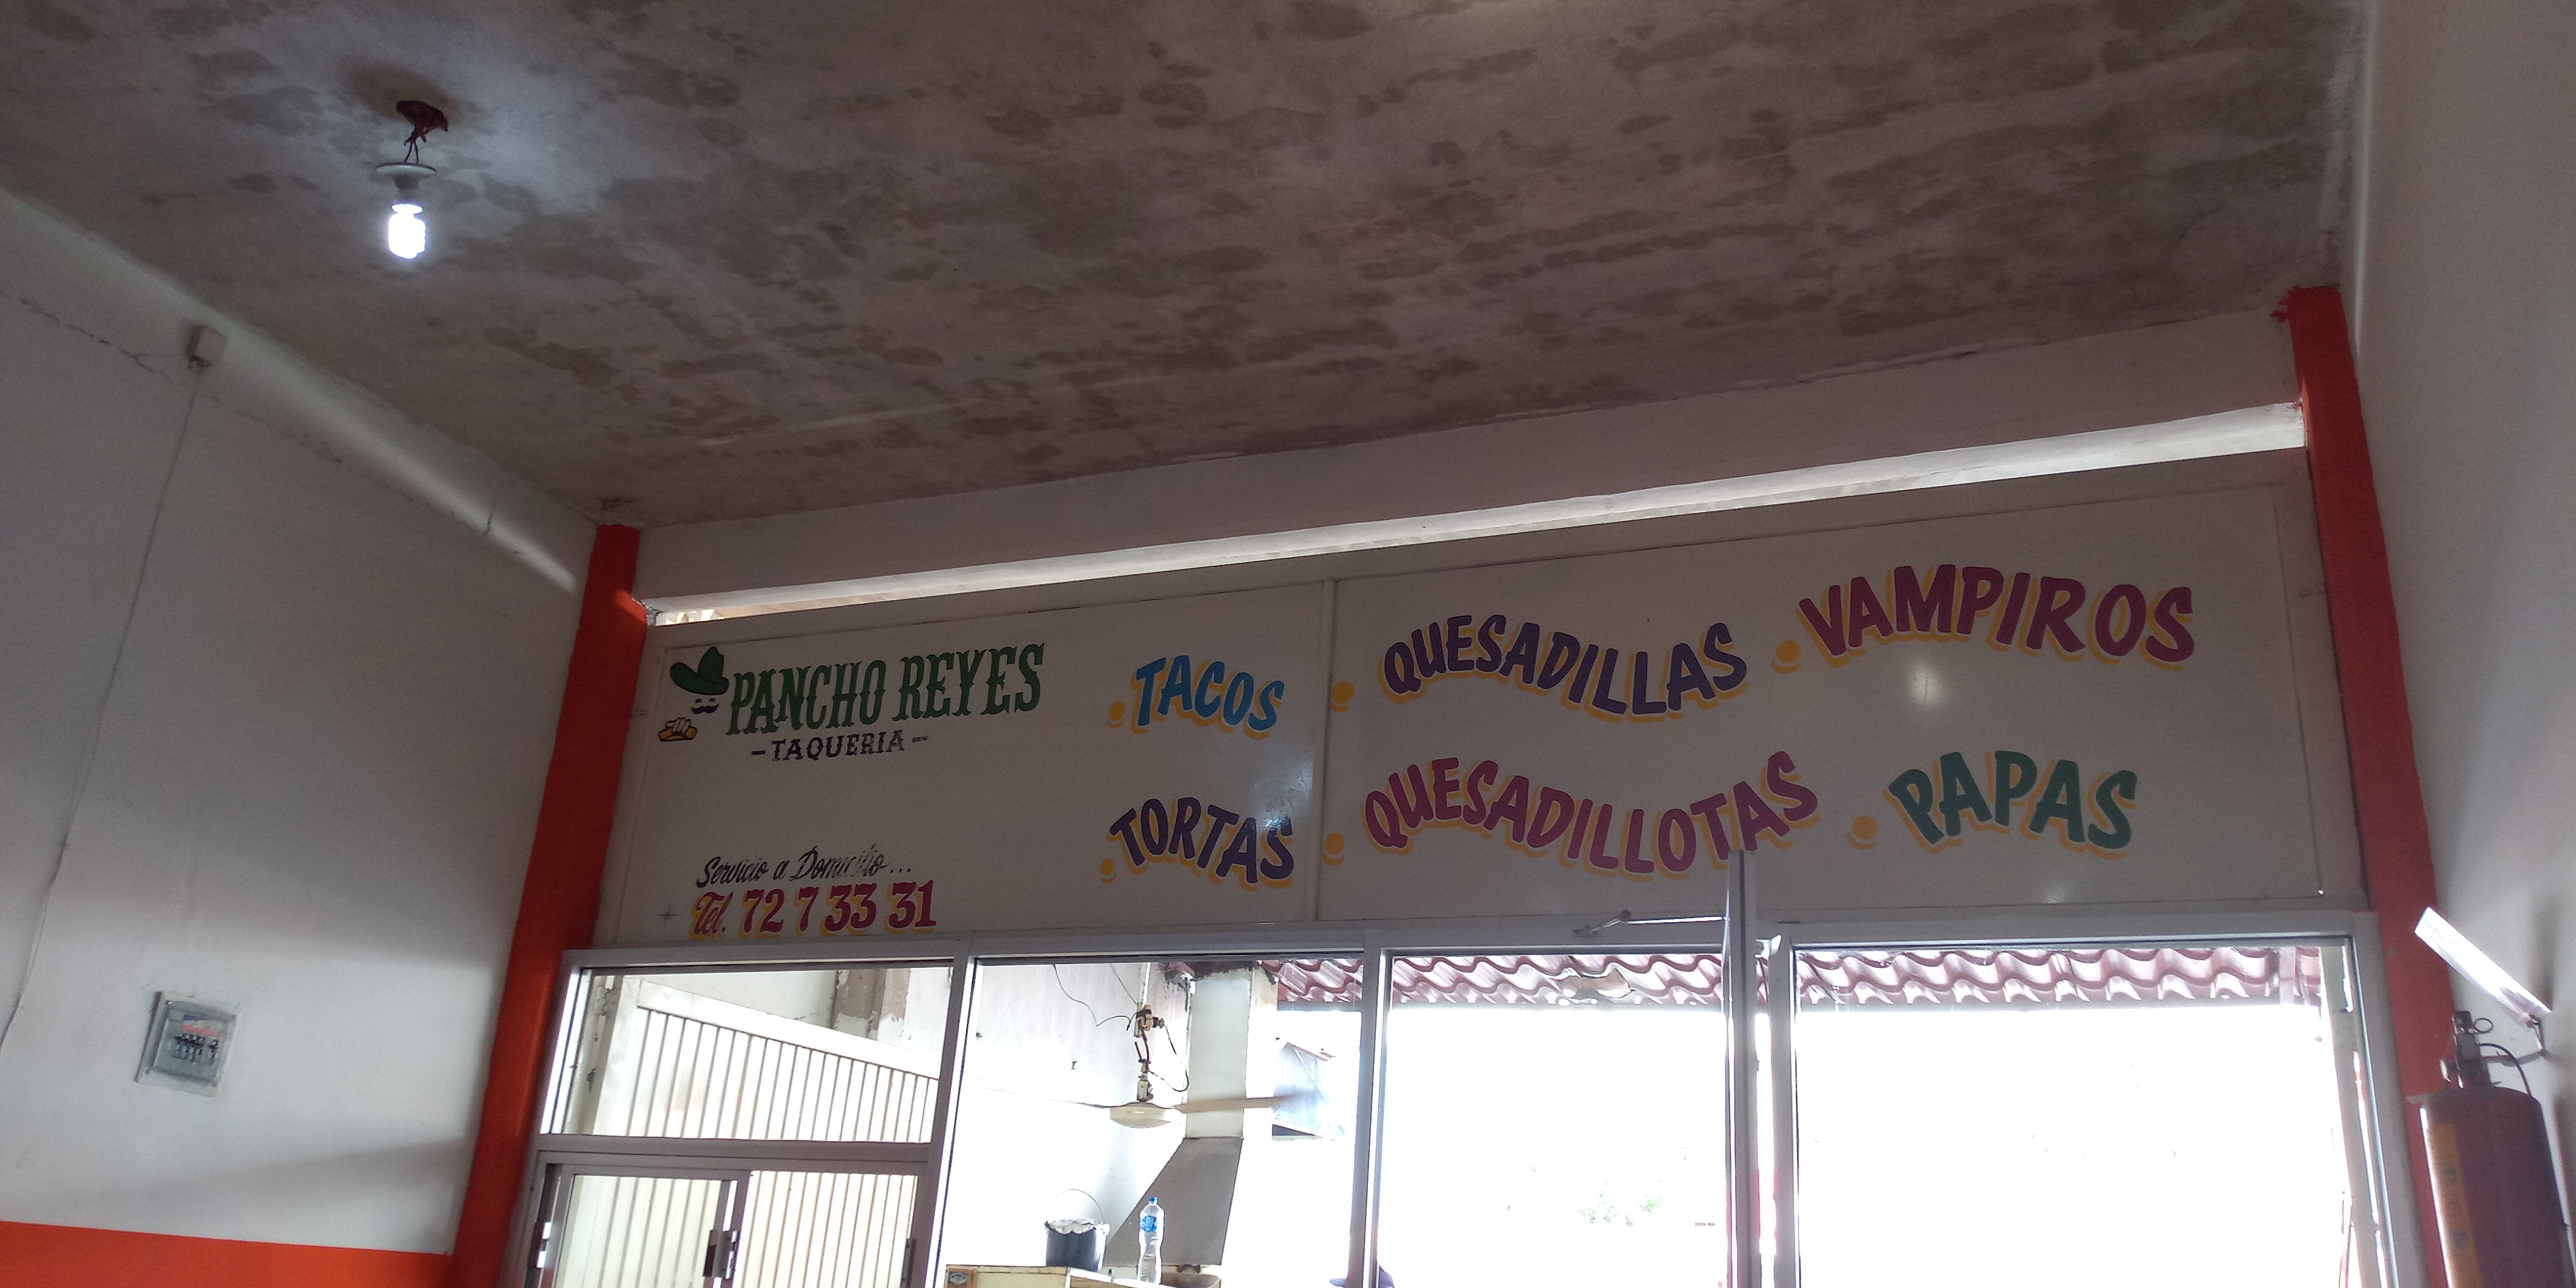 PANCHO REYES
-TAQUERIA-
Servicio a Domicilio...
Tel. 72 7 33 31
• TACOS
• TORTAS
• QUESADILLAS
• QUESADILLOTAS
• VAMPIROS
• PAPAS